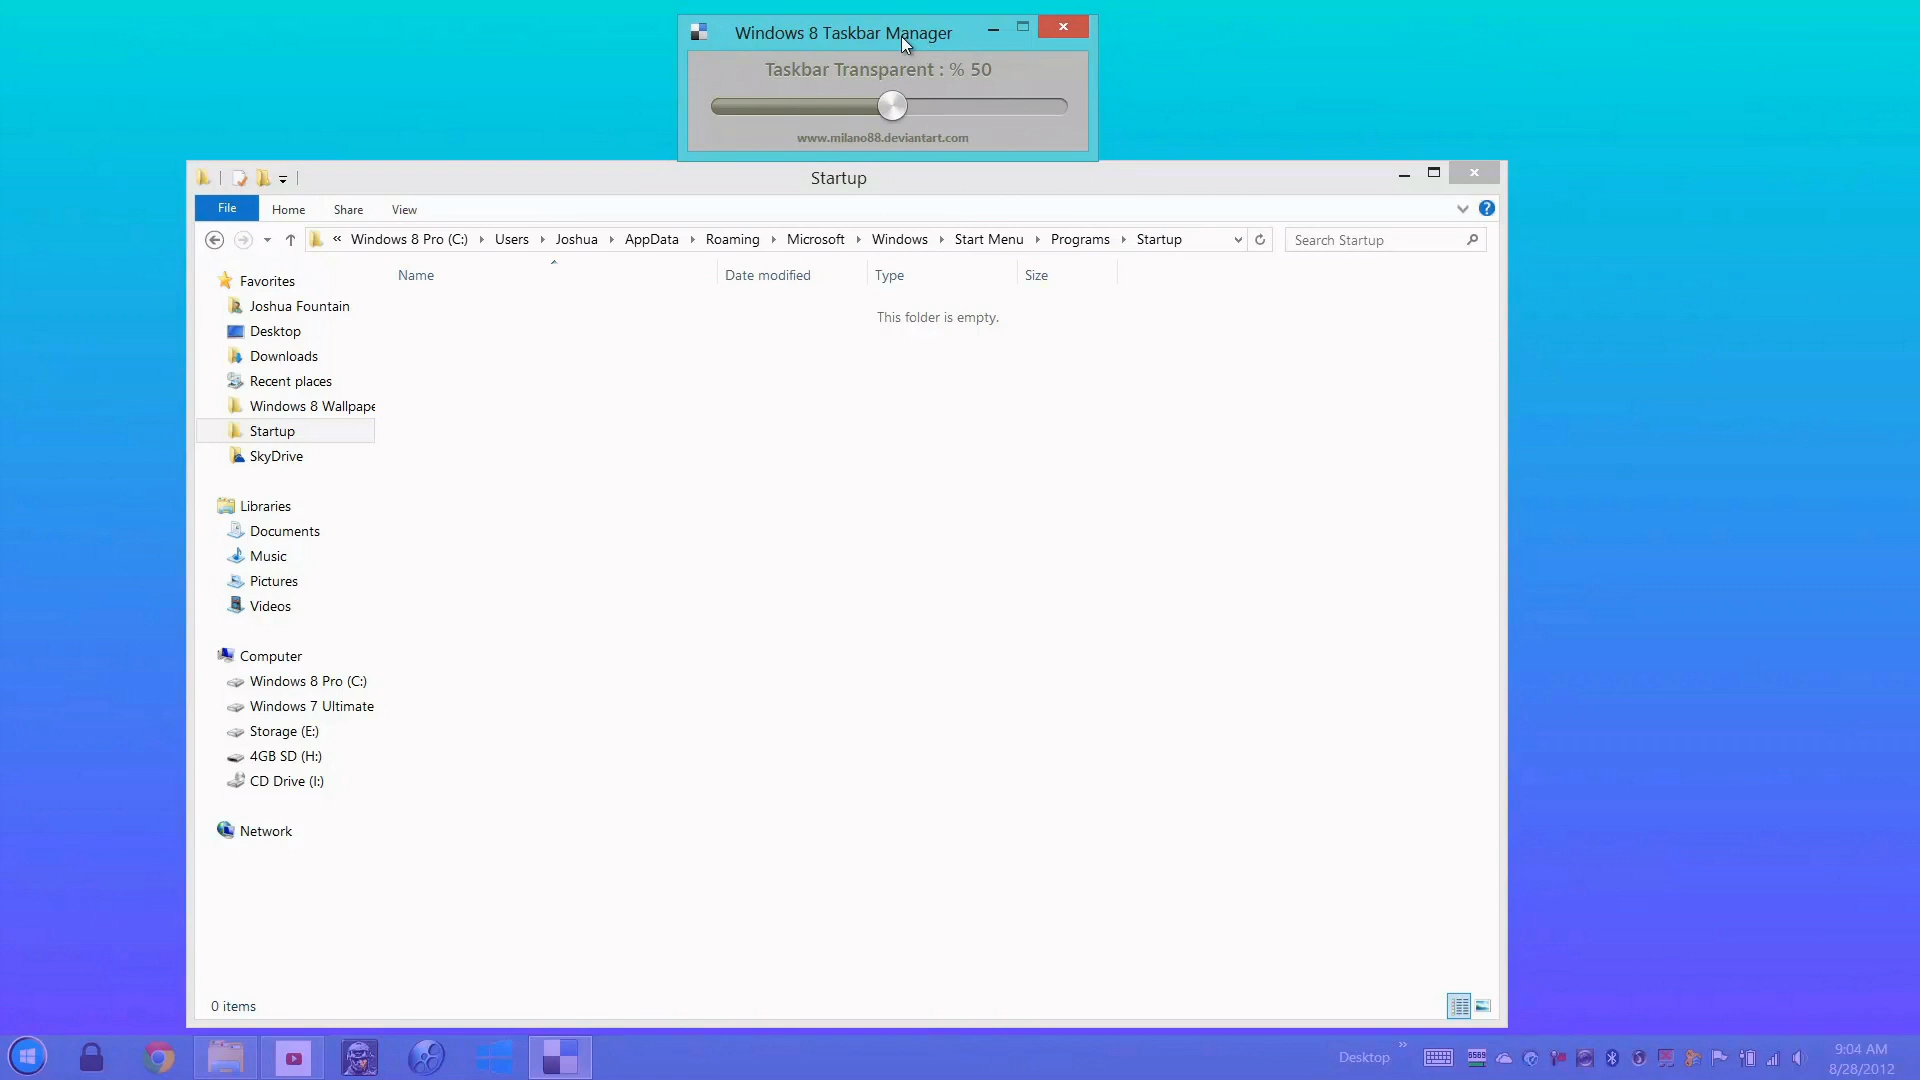 Windows 8 Taskbar Manager
Taskbar Transparent : % 50
www.milano88.deviantart.com
Startup
File Home Share View
« Windows 8 Pro (C:) Users Joshua AppData Roaming Microsoft Windows Start Menu Programs Startup Search Startup
Name Date modified Type Size
This folder is empty.
Favorites
Joshua Fountain
Desktop
Downloads
Recent places
Windows 8 Wallpape
Startup
SkyDrive
Libraries
Documents
Music
Pictures
Videos
Computer
Windows 8 Pro (C:)
Windows 7 Ultimate
Storage (E:)
4GB SD (H:)
CD Drive (I:)
Network
0 items
Desktop
9:04 AM
8/28/2012